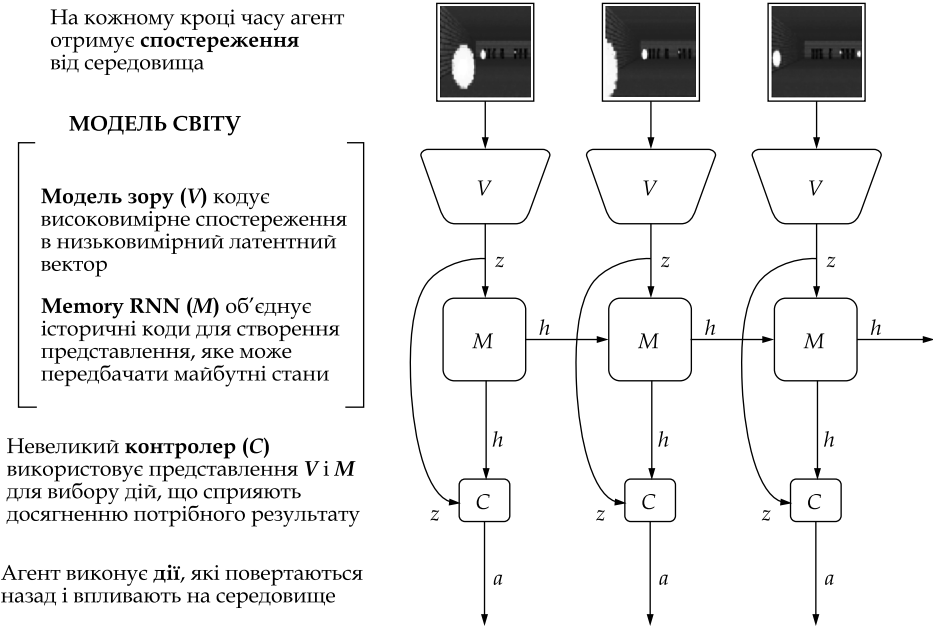 На кожному кроці часу агент
отримує спостереження
від середовища
МОДЕЛЬ СВІТУ
Модель зору (V) кодує
високовимірне спостереження
в низьковимірний латентний
вектор
Memory RNN (M) об’єднує
історичні коди для створення
представлення, яке може
передбачати майбутні стани
Невеликий контролер (C)
використовує представлення V і M
для вибору дій, що сприяють
досягненню потрібного результату
Агент виконує дії, які повертаються
назад і впливають на середовище
V V V
z z z
M h M h M h
h h h
z C z C z C
a a a